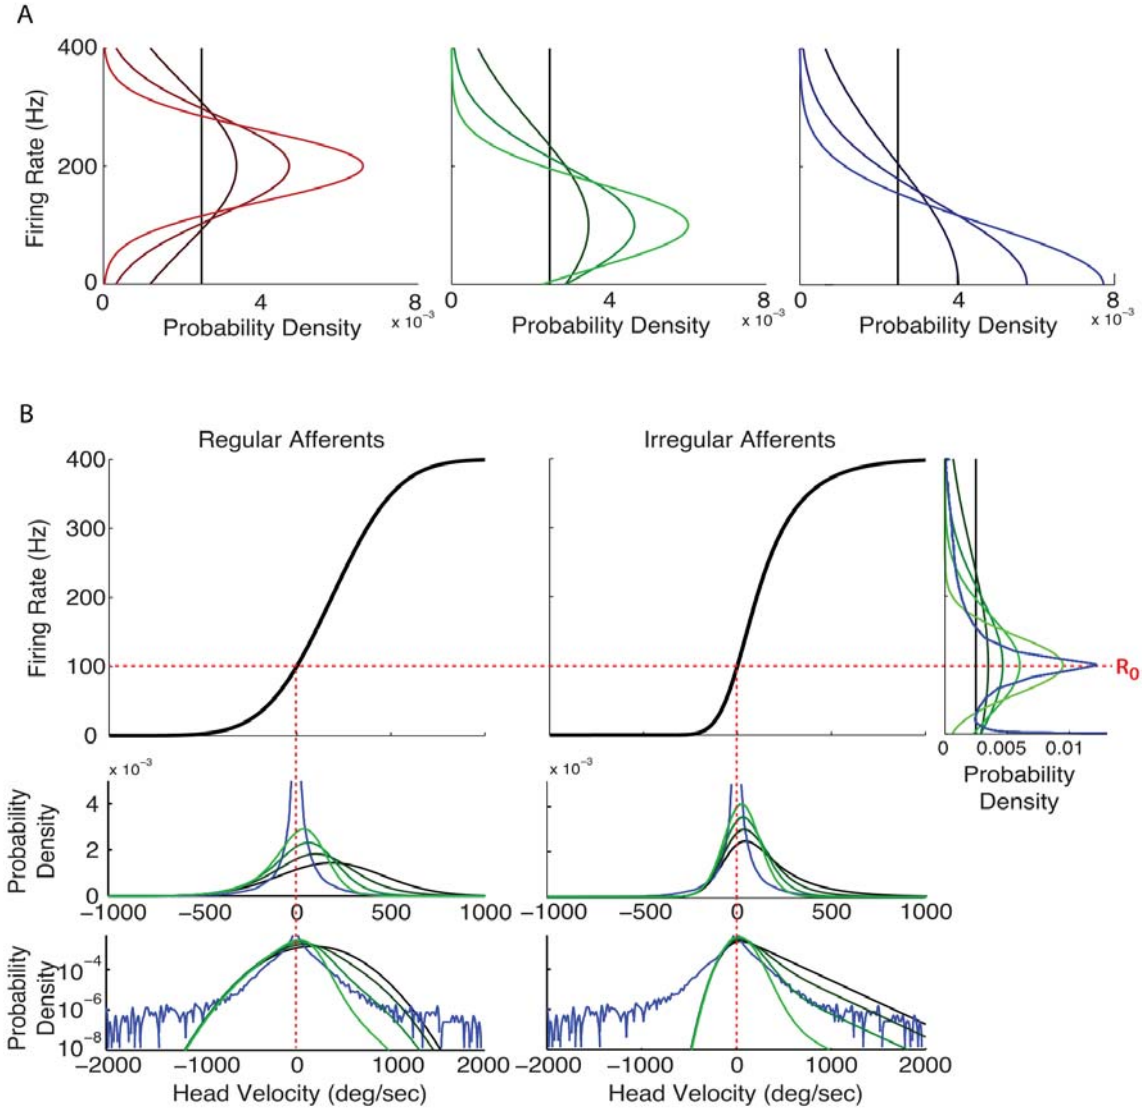 A
400
200
0
Firing Rate (Hz)
0 4 8
x 10⁻³
Probability Density
0 4 8
x 10⁻³
Probability Density
0 4 8
x 10⁻³
Probability Density
B
Regular Afferents
Irregular Afferents
400
300
200
100
0
Firing Rate (Hz)
R₀
0 0.005 0.01
Probability
Density
x 10⁻³
4
2
0
Probability
Density
−1000 −500 0 500 1000
x 10⁻³
−1000 −500 0 500 1000
Probability
Density
10⁻⁴
10⁻⁶
10⁻⁸
−2000 −1000 0 1000 2000
Head Velocity (deg/sec)
−2000 −1000 0 1000 2000
Head Velocity (deg/sec)